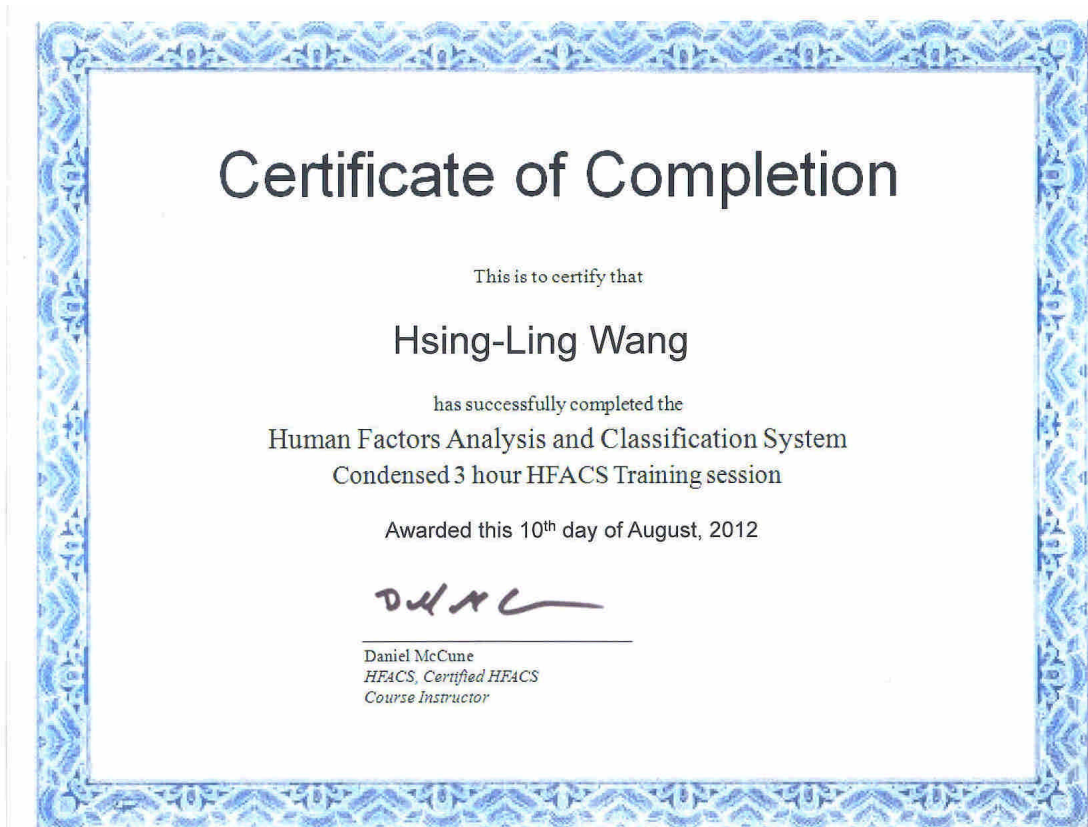 Certificate of Completion
This is to certify that
Hsing-Ling Wang
has successfully completed the
Human Factors Analysis and Classification System
Condensed 3 hour HFACS Training session
Awarded this 10th day of August, 2012
Daniel McCune
HFACS, Certified HFACS
Course Instructor